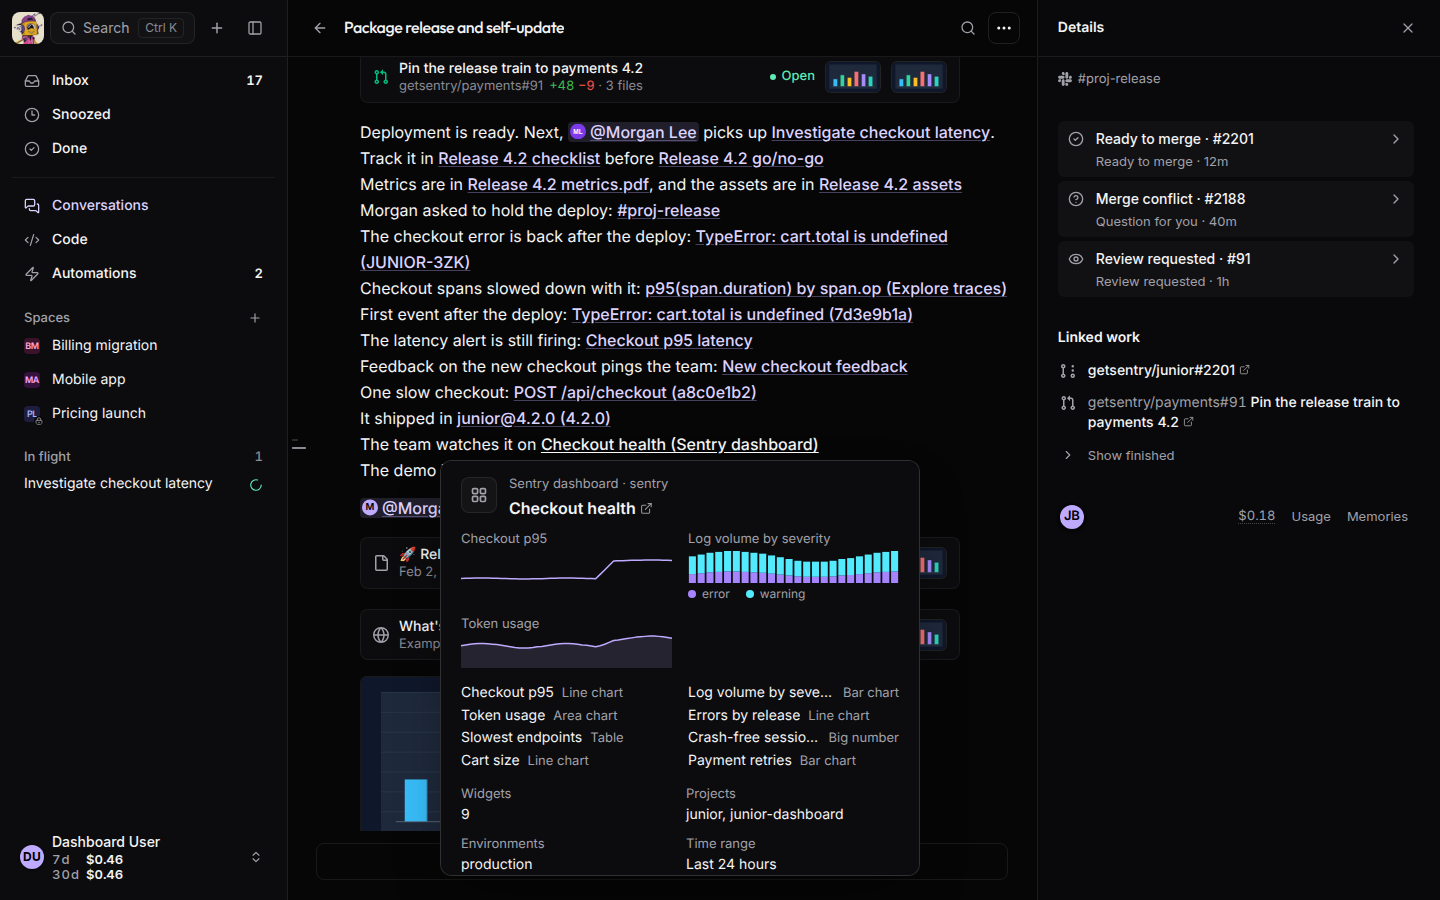 Search Ctrl K
Inbox 17
Snoozed
Done
Conversations
Code
Automations 2
Spaces
BM Billing migration
MA Mobile app
PL Pricing launch
In flight 1
Investigate checkout latency
DU Dashboard User
7d $0.46
30d $0.46
Package release and self-update
Pin the release train to payments 4.2
getsentry/payments#91 +48 −9 · 3 files
Open
Deployment is ready. Next, ML @Morgan Lee picks up Investigate checkout latency.
Track it in Release 4.2 checklist before Release 4.2 go/no-go
Metrics are in Release 4.2 metrics.pdf, and the assets are in Release 4.2 assets
Morgan asked to hold the deploy: #proj-release
The checkout error is back after the deploy: TypeError: cart.total is undefined
(JUNIOR-3ZK)
Checkout spans slowed down with it: p95(span.duration) by span.op (Explore traces)
First event after the deploy: TypeError: cart.total is undefined (7d3e9b1a)
The latency alert is still firing: Checkout p95 latency
Feedback on the new checkout pings the team: New checkout feedback
One slow checkout: POST /api/checkout (a8c0e1b2)
It shipped in junior@4.2.0 (4.2.0)
The team watches it on Checkout health (Sentry dashboard)
The demo
M @Morga
🚀 Rel
Feb 2,
What's
Examp
Sentry dashboard · sentry
Checkout health
Checkout p95
Log volume by severity
error warning
Token usage
Checkout p95 Line chart
Log volume by seve... Bar chart
Token usage Area chart
Errors by release Line chart
Slowest endpoints Table
Crash-free sessio... Big number
Cart size Line chart
Payment retries Bar chart
Widgets
9
Projects
junior, junior-dashboard
Environments
production
Time range
Last 24 hours
Details
#proj-release
Ready to merge · #2201
Ready to merge · 12m
Merge conflict · #2188
Question for you · 40m
Review requested · #91
Review requested · 1h
Linked work
getsentry/junior#2201
getsentry/payments#91 Pin the release train to
payments 4.2
Show finished
JB $0.18 Usage Memories